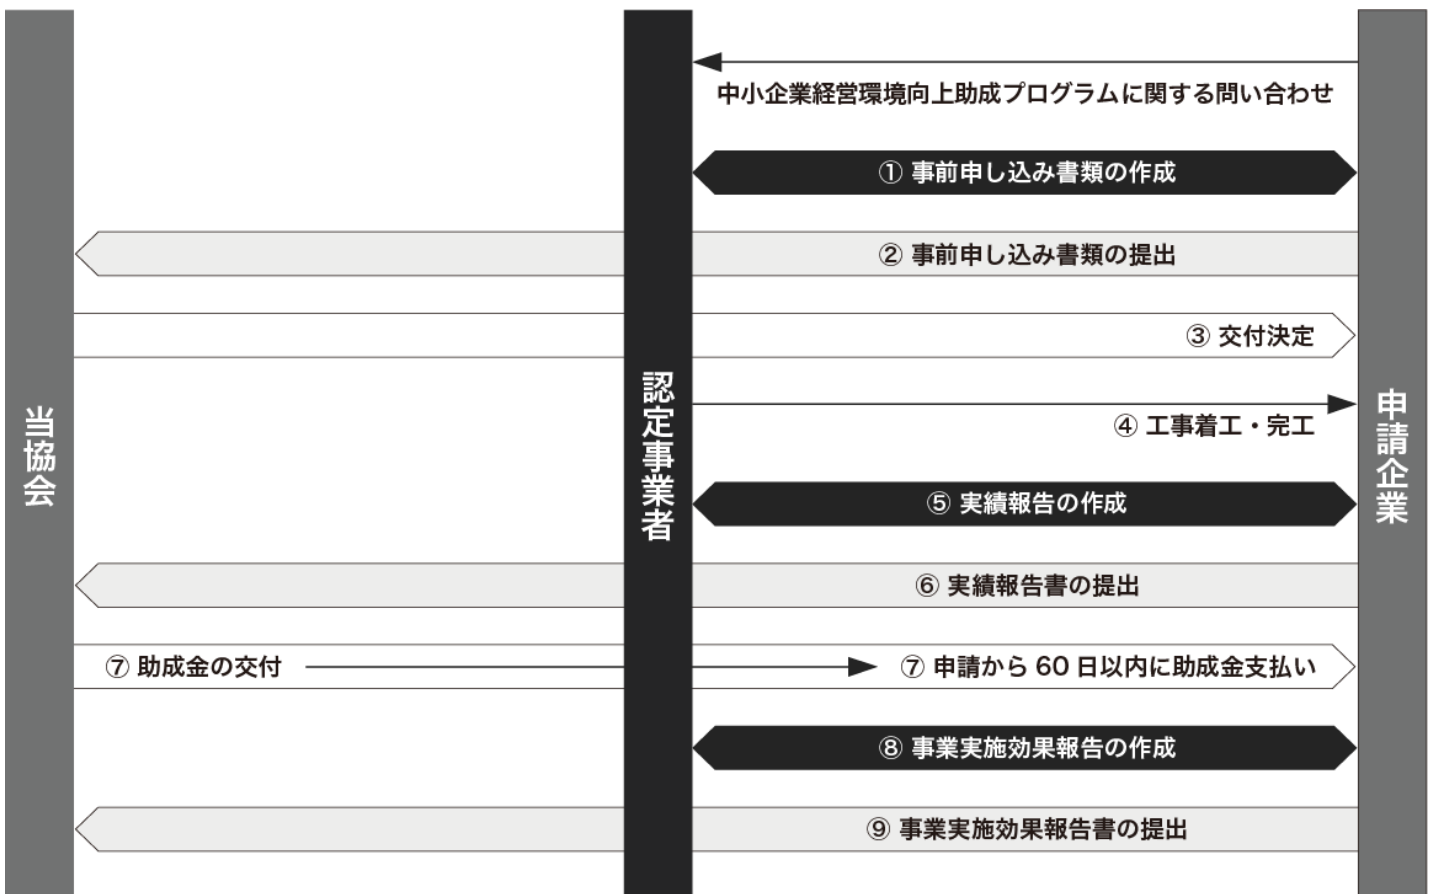 中小企業経営環境向上助成プログラムに関する問い合わせ
① 事前申し込み書類の作成
② 事前申し込み書類の提出
③ 交付決定
④ 工事着工・完工
⑤ 実績報告の作成
⑥ 実績報告書の提出
⑦ 助成金の交付
⑦ 申請から 60 日以内に助成金支払い
⑧ 事業実施効果報告の作成
⑨ 事業実施効果報告書の提出
当協会
認定事業者
申請企業